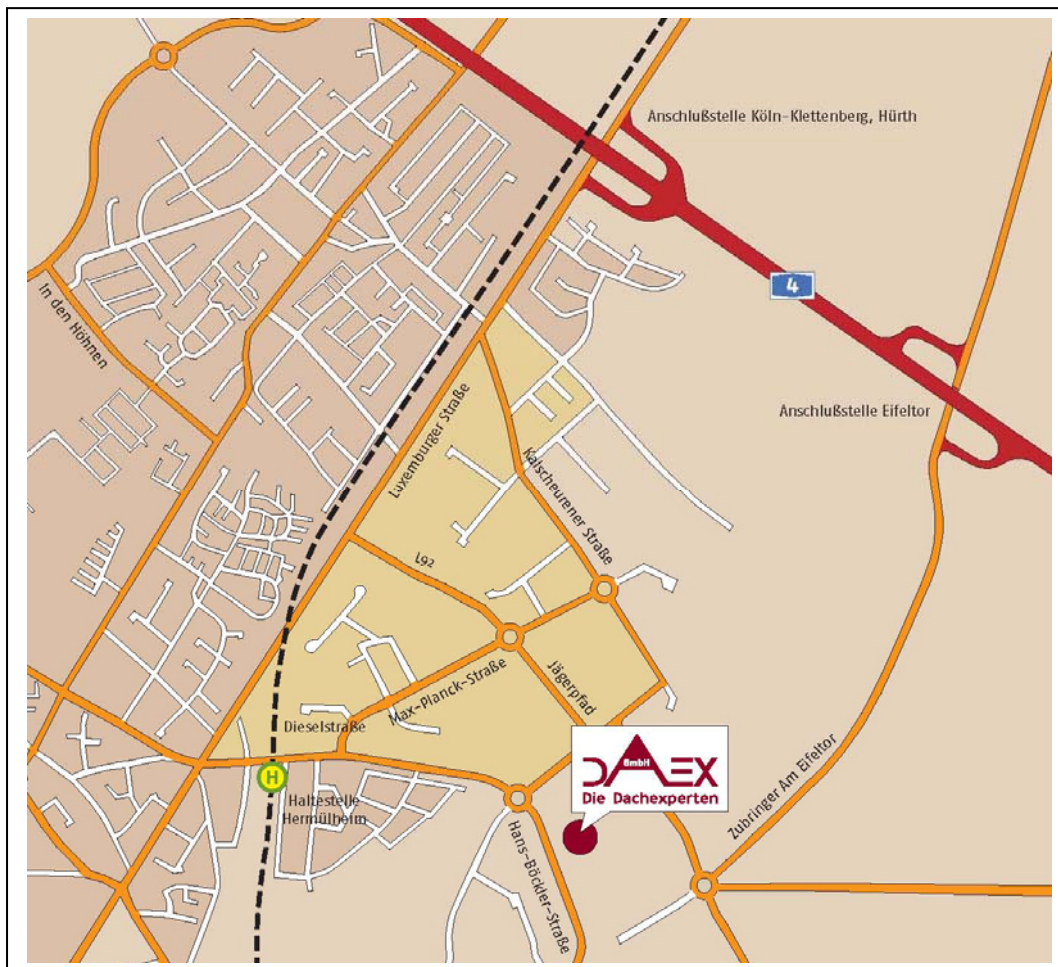 Anschlußstelle Köln-Klettenberg, Hürth
4
In den Höhnen
Anschlußstelle Eifeltor
Luxemburger Straße
Kalscheurener Straße
L92
Jägerpfad
Max-Planck-Straße
Dieselstraße
H
Haltestelle
Hermülheim
GmbH
DAEX
Die Dachexperten
Zubringer Am Eifeltor
Hans-Böckler-Straße